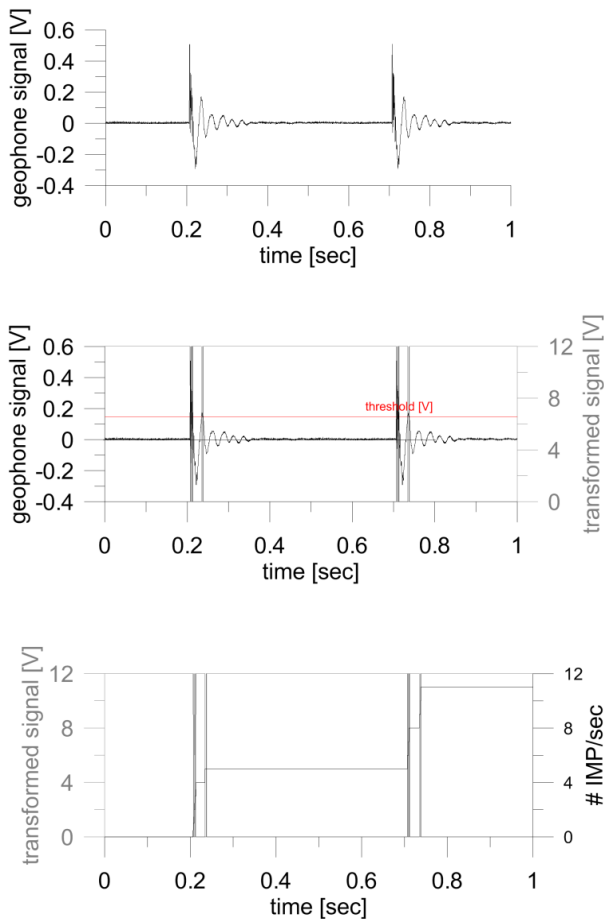 geophone signal [V]
0.6
0.4
0.2
0
-0.2
-0.4
0 0.2 0.4 0.6 0.8 1
time [sec]
geophone signal [V]
0.6
0.4
0.2
0
-0.2
-0.4
threshold [V]
12
8
4
0
transformed signal [V]
0 0.2 0.4 0.6 0.8 1
time [sec]
transformed signal [V]
12
8
4
0
12
8
4
0
# IMP/sec
0 0.2 0.4 0.6 0.8 1
time [sec]